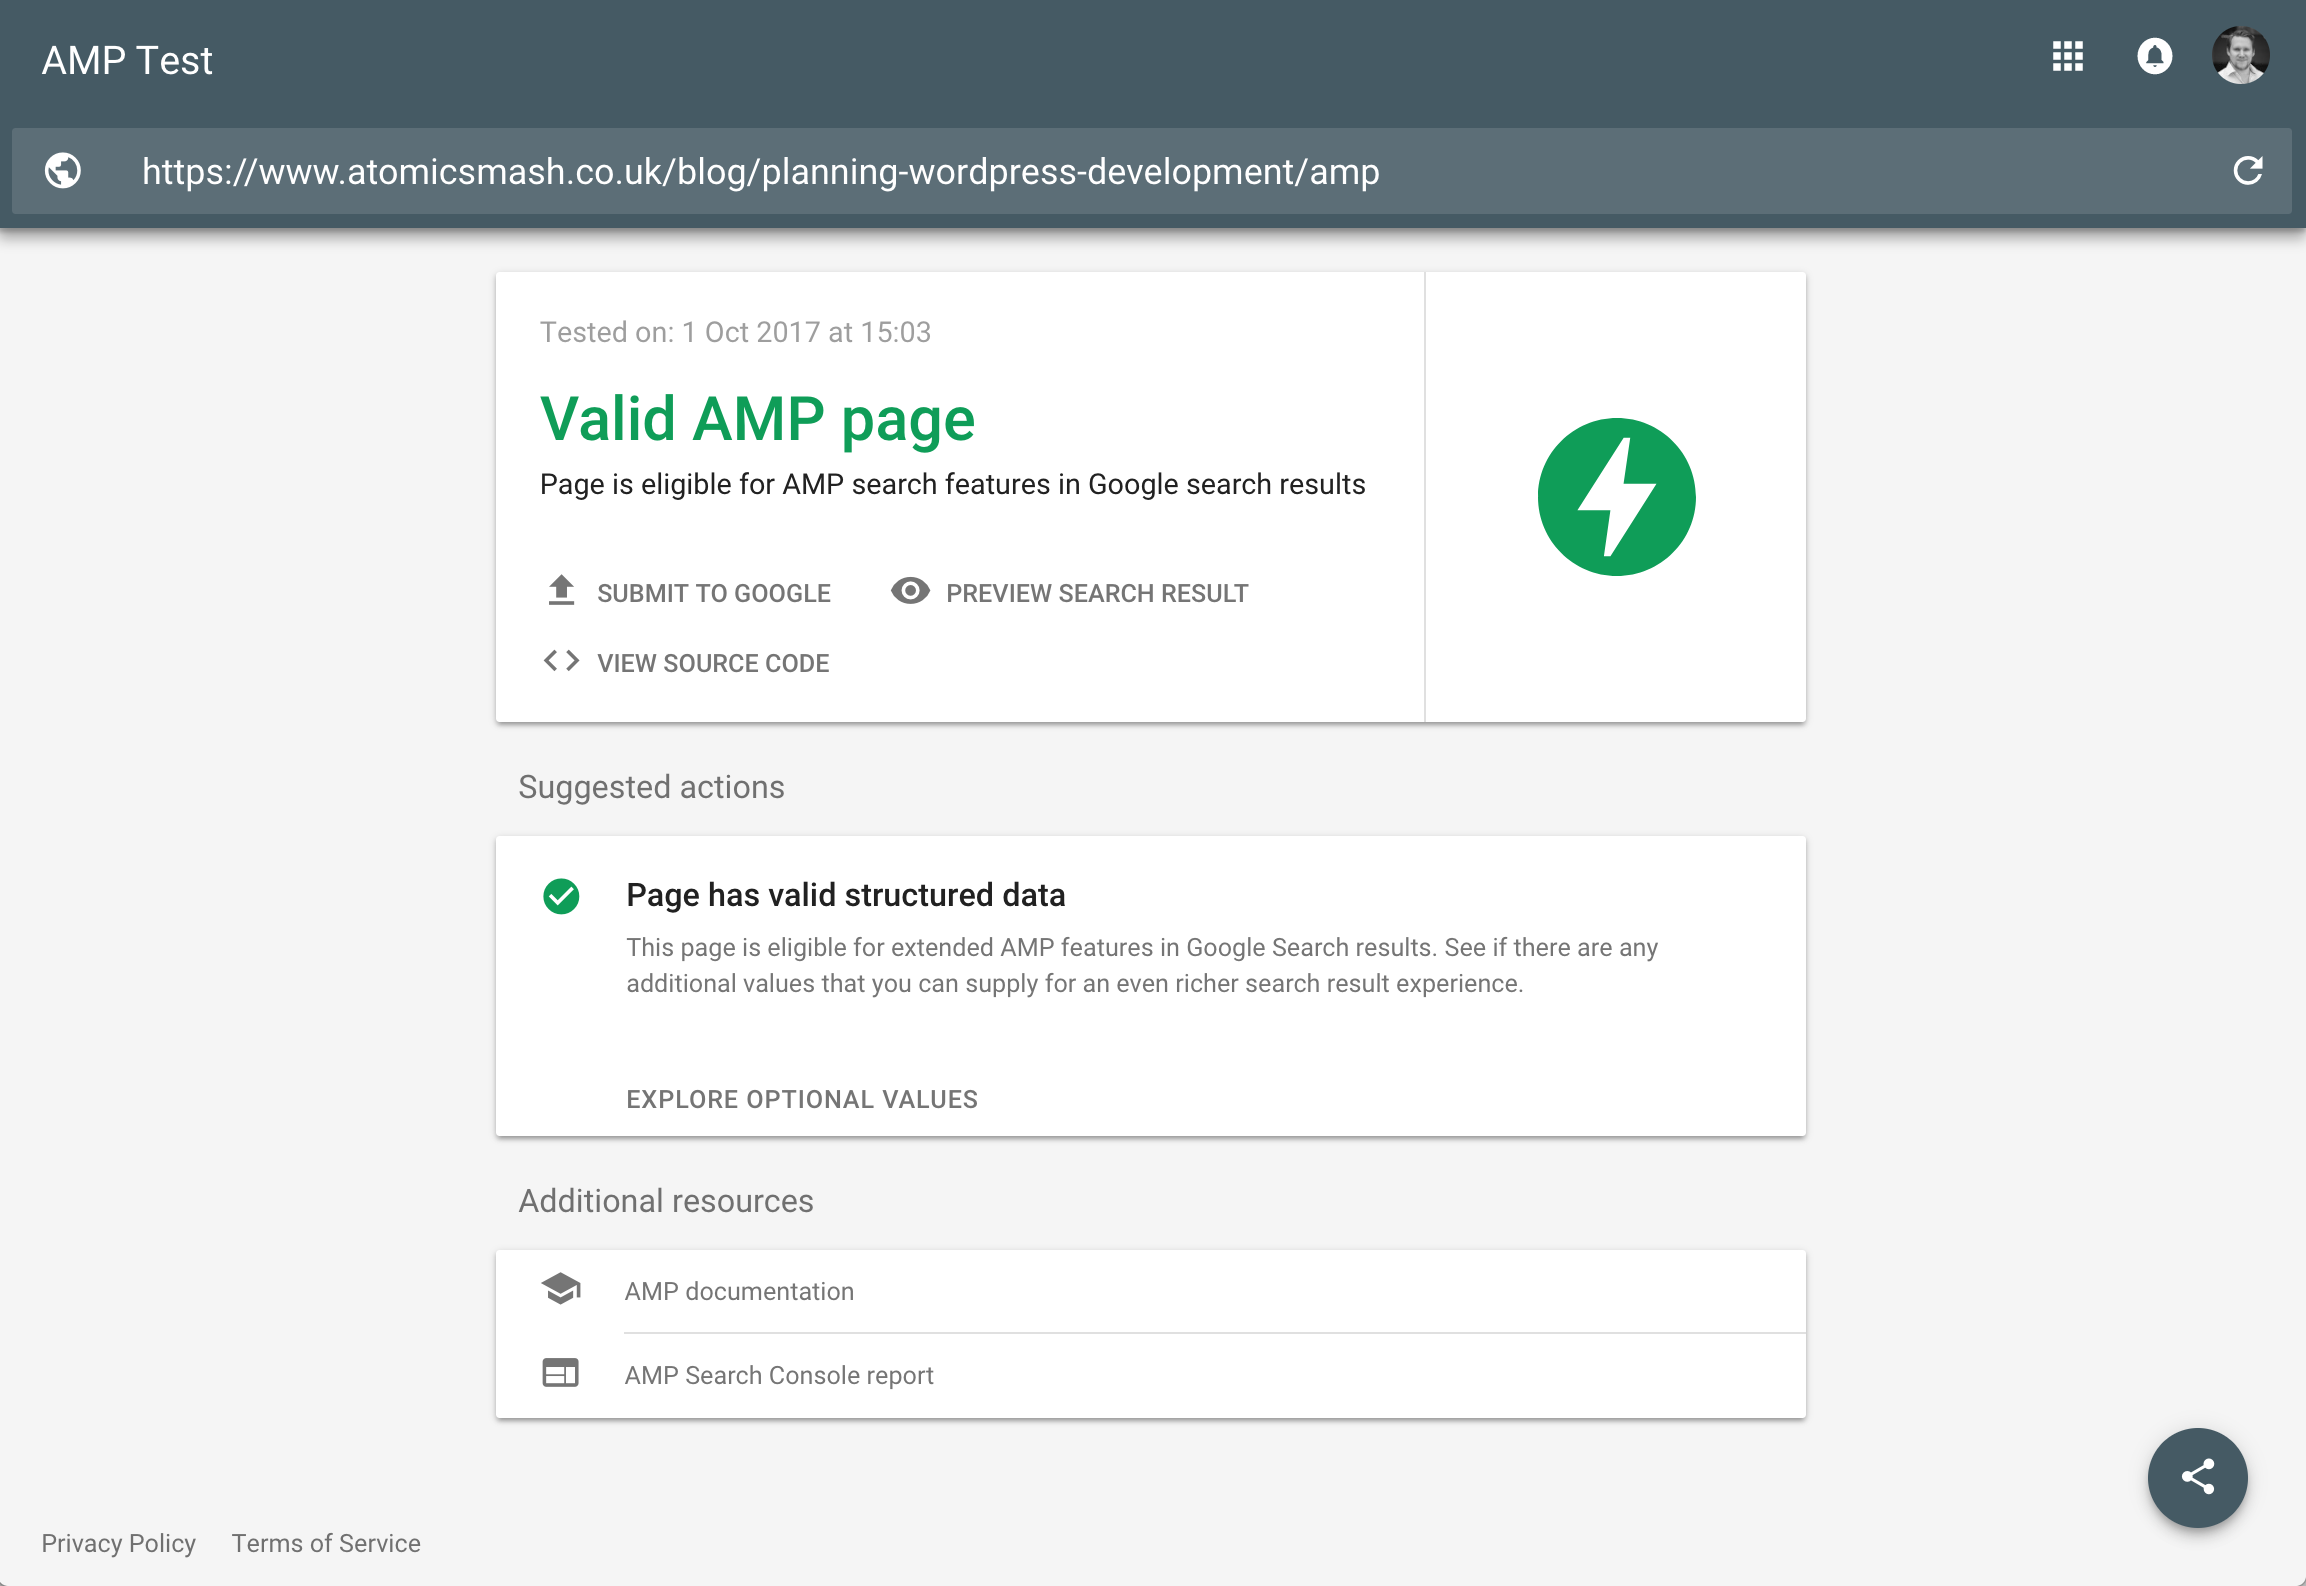 AMP Test
https://www.atomicsmash.co.uk/blog/planning-wordpress-development/amp
Tested on: 1 Oct 2017 at 15:03
Valid AMP page
Page is eligible for AMP search features in Google search results
SUBMIT TO GOOGLE
PREVIEW SEARCH RESULT
VIEW SOURCE CODE
Suggested actions
Page has valid structured data
This page is eligible for extended AMP features in Google Search results. See if there are any
additional values that you can supply for an even richer search result experience.
EXPLORE OPTIONAL VALUES
Additional resources
AMP documentation
AMP Search Console report
Privacy Policy
Terms of Service